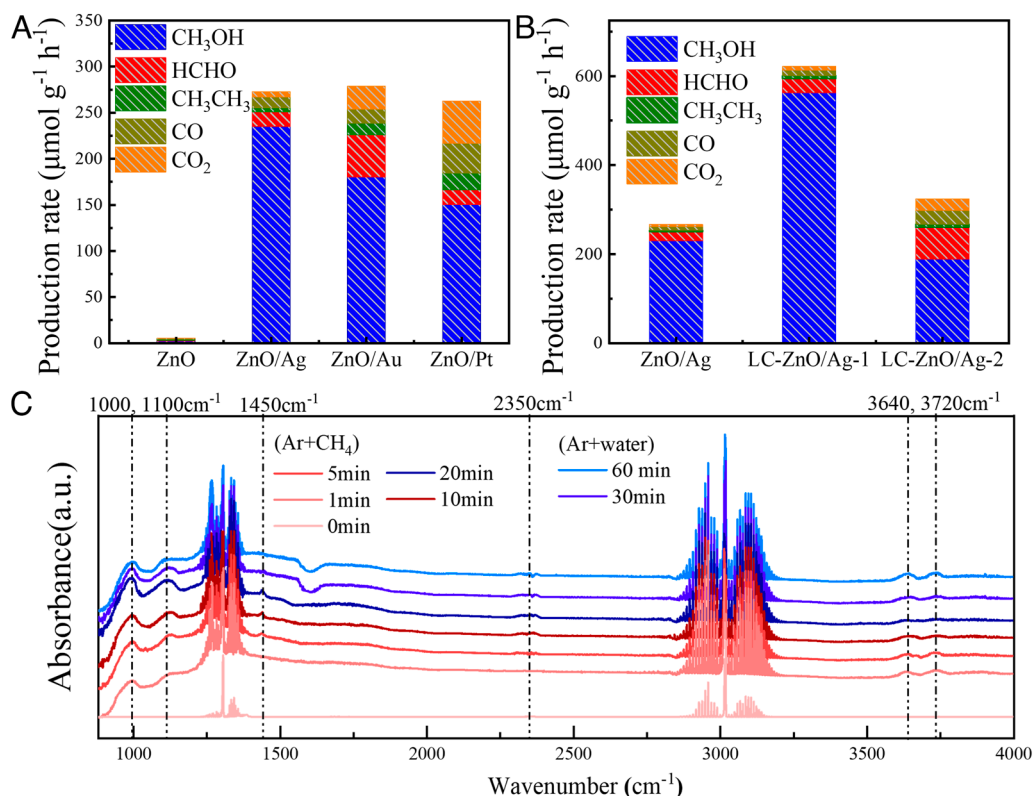 A
Production rate (μmol g⁻¹ h⁻¹)
350
300
250
200
150
100
50
0
CH₃OH
HCHO
CH₃CH₃
CO
CO₂
ZnO ZnO/Ag ZnO/Au ZnO/Pt
B
Production rate (μmol g⁻¹ h⁻¹)
600
400
200
0
CH₃OH
HCHO
CH₃CH₃
CO
CO₂
ZnO/Ag LC-ZnO/Ag-1 LC-ZnO/Ag-2
C
1000, 1100cm⁻¹ 1450cm⁻¹ 2350cm⁻¹ 3640, 3720cm⁻¹
(Ar+CH₄)
5min 20min
1min 10min
0min
(Ar+water)
60 min
30min
Absorbance(a.u.)
1000 1500 2000 2500 3000 3500 4000
Wavenumber (cm⁻¹)